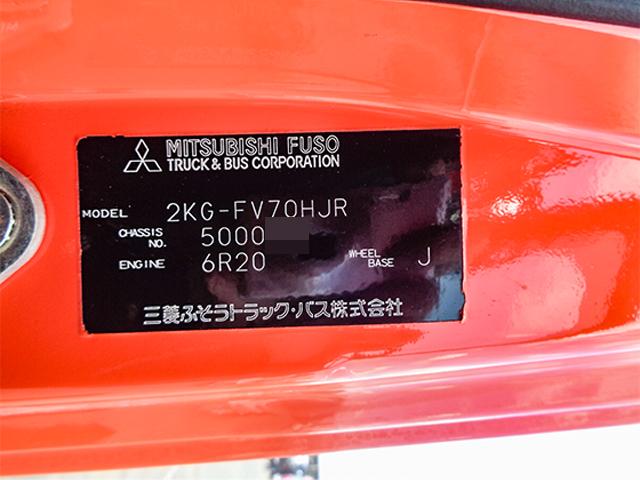 MITSUBISHI FUSO
TRUCK & BUS CORPORATION
MODEL 2KG-FV70HJR
CHASSIS NO. 5000
ENGINE 6R20 WHEEL BASE J
三菱ふそうトラック・バス株式会社